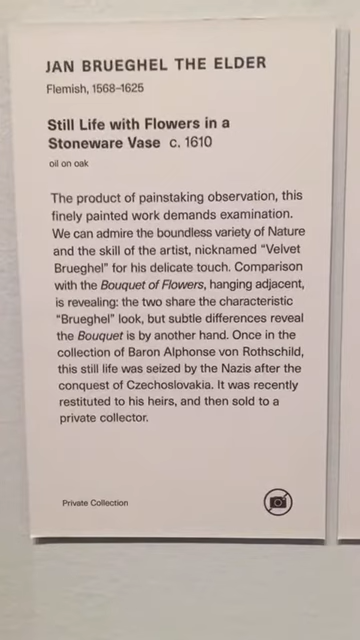 JAN BRUEGHEL THE ELDER
Flemish, 1568–1625
Still Life with Flowers in a
Stoneware Vase c. 1610
oil on oak
The product of painstaking observation, this
finely painted work demands examination.
We can admire the boundless variety of Nature
and the skill of the artist, nicknamed "Velvet
Brueghel" for his delicate touch. Comparison
with the Bouquet of Flowers, hanging adjacent,
is revealing: the two share the characteristic
"Brueghel" look, but subtle differences reveal
the Bouquet is by another hand. Once in the
collection of Baron Alphonse von Rothschild,
this still life was seized by the Nazis after the
conquest of Czechoslovakia. It was recently
restituted to his heirs, and then sold to a
private collector.
Private Collection